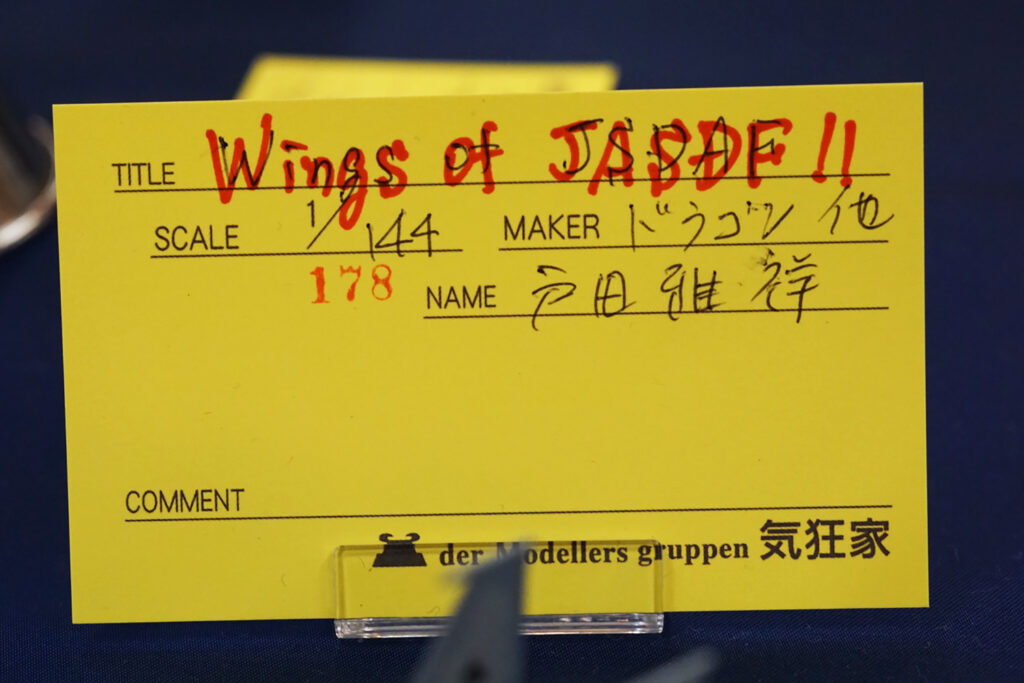 TITLE Wings of JASDF!!
SCALE 1/144 MAKER ドラゴン 他
178 NAME 戸田 雅祥
COMMENT
der Modellers gruppen 気狂家